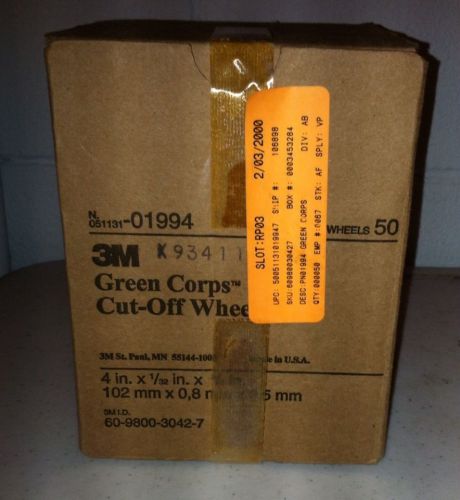 N.
051131-01994
WHEELS 50
3M K93411
Green Corps™
Cut-Off Whee
3M St. Paul, MN 55144-100
in U.S.A.
4 in. x 1/32 in. x
102 mm x 0,8 m 5 mm
3M I.D.
60-9800-3042-7
SLOT:RP03 2/03/2000
UPC: 50051131019947 SHIP #: 106898
SKU:60980030427 BOX #: 0003453284
DESC:PN01994 GREEN CORPS DIV: AB
QTY:000050 EMP #:0067 STK: AF SPLY: VP